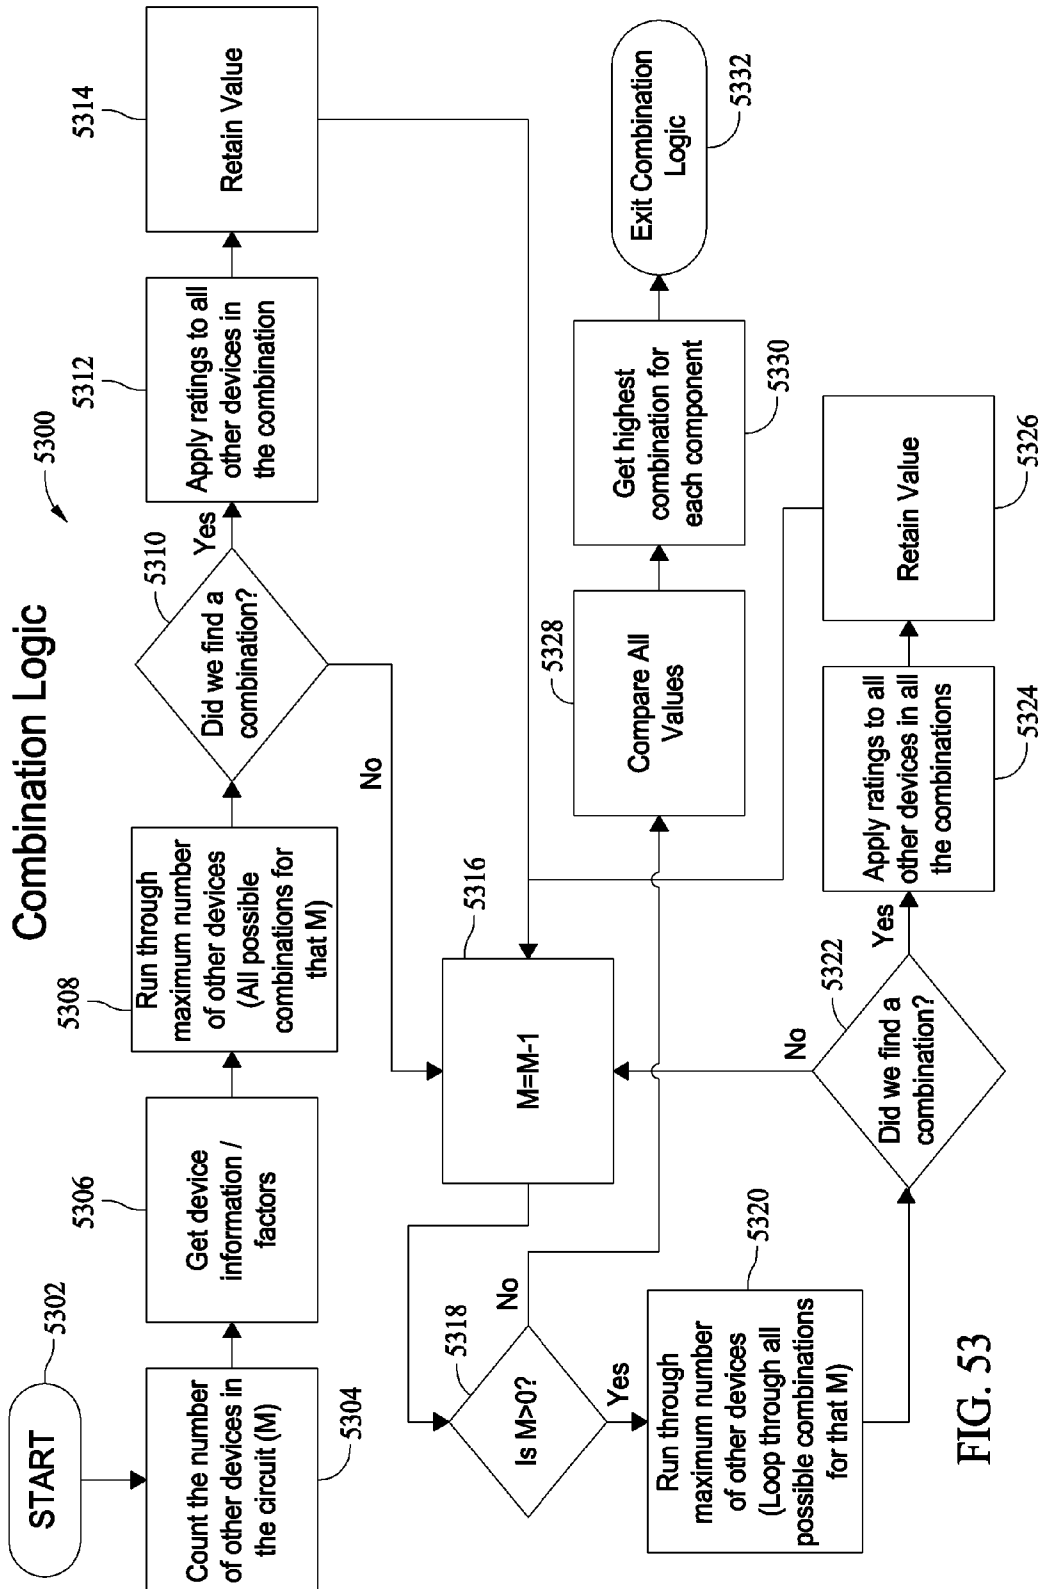 Combination Logic
5300
START
5302
Count the number
of other devices in
the circuit (M)
5304
Get device
information /
factors
5306
Run through
maximum number
of other devices
(All possible
combinations for
that M)
5308
Did we find a
combination?
5310
Yes
No
Apply ratings to all
other devices in
the combination
5312
Retain Value
5314
M=M-1
5316
Is M>0?
5318
No
Yes
Run through
maximum number
of other devices
(Loop through all
possible combinations
for that M)
5320
Did we find a
combination?
5322
No
Yes
Apply ratings to all
other devices in all
the combinations
5324
Retain Value
5326
Compare All
Values
5328
Get highest
combination for
each component
5330
Exit Combination
Logic
5332
FIG. 53